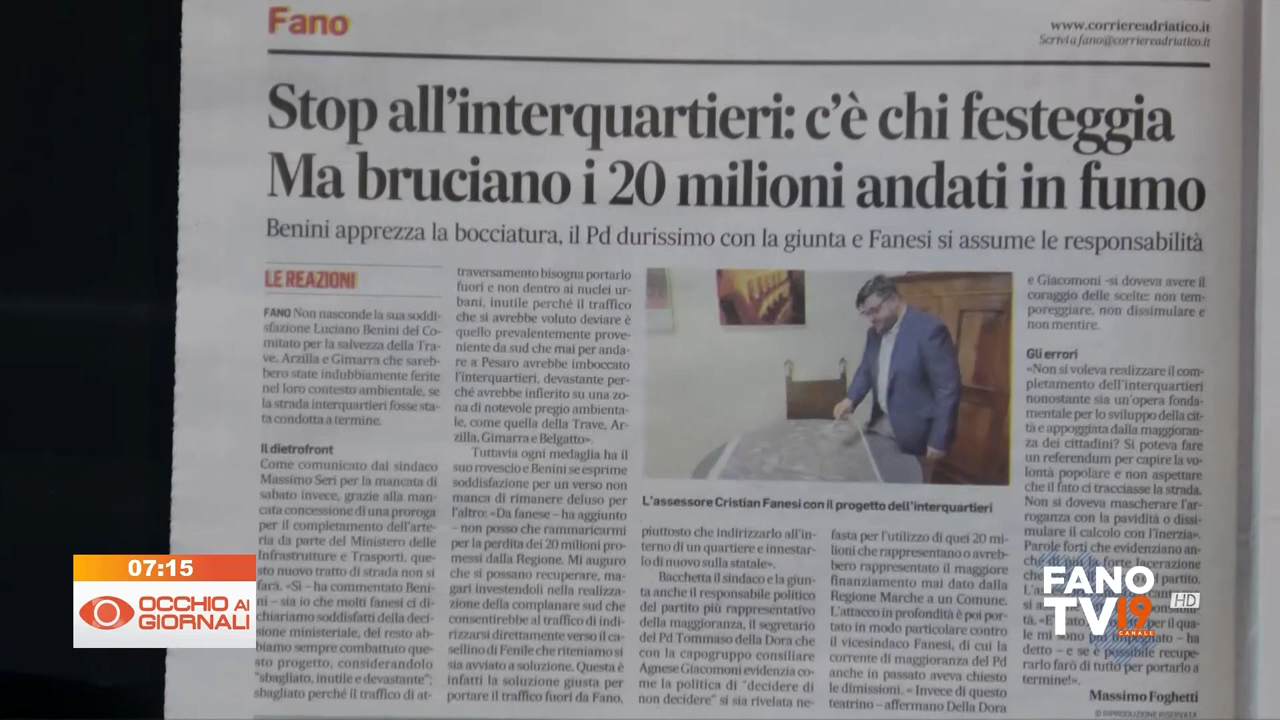 Fano
www.corriereadriatico.it
Scrivi a fano@corriereadriatico.it
Stop all'interquartieri: c'è chi festeggia
Ma bruciano i 20 milioni andati in fumo
Benini apprezza la bocciatura, il Pd durissimo con la giunta e Fanesi si assume le responsabilità
LE REAZIONI
FANO Non nasconde la sua soddi-
sfazione Luciano Benini del Co-
mitato per la salvezza della Tra-
ve, Arzilla e Gimarra che sareb-
bero state indubbiamente ferite
nel loro contesto ambientale, se
la strada interquartieri fosse sta-
ta condotta a termine.
Il dietrofront
Come comunicato dal sindaco
Massimo Seri per la mancata di
sabato invece, grazie alla man-
cata concessione di una proroga
per il completamento dell'arte-
ria da parte del Ministero delle
Infrastrutture e Trasporti, que-
sto nuovo tratto di strada non si
farà. «Sì - ha commentato Beni-
ni - sia io che molti fanesi ci di-
chiariamo soddisfatti della deci-
sione ministeriale, del resto ab-
biamo sempre combattuto que-
sto progetto, considerandolo
"sbagliato, inutile e devastante":
sbagliato perché il traffico di at-
traversamento bisogna portarlo
fuori e non dentro ai nuclei ur-
bani, inutile perché il traffico
che si avrebbe voluto deviare è
quello prevalentemente prove-
niente da sud che mai per anda-
re a Pesaro avrebbe imboccato
l'interquartieri, devastante per-
ché avrebbe infierito su una zo-
na di notevole pregio ambienta-
le, come quella della Trave, Ar-
zilla, Gimarra e Belgatto».
Tuttavia ogni medaglia ha il
suo rovescio e Benini se esprime
soddisfazione per un verso non
manca di rimanere deluso per
l'altro: «Da fanese - ha aggiunto
- non posso che rammaricarmi
per la perdita dei 20 milioni pro-
messi dalla Regione. Mi auguro
che si possano recuperare, ma-
gari investendoli nella realizza-
zione della complanare sud che
consentirebbe al traffico di indi-
rizzarsi direttamente verso il ca-
sellino di Fenile che riteniamo si
sia avviato a soluzione. Questa è
infatti la soluzione giusta per
portare il traffico fuori da Fano,
L'assessore Cristian Fanesi con il progetto dell'interquartieri
piuttosto che indirizzarlo all'in-
terno di un quartiere e innestar-
lo di nuovo sulla statale».
Bacchetta il sindaco e la giun-
ta anche il responsabile politico
del partito più rappresentativo
della maggioranza, il segretario
del Pd Tommaso della Dora che
con la capogruppo consiliare
Agnese Giacomoni evidenzia co-
me la politica di "decidere di
non decidere" si sia rivelata ne-
fasta per l'utilizzo di quei 20 mi-
lioni che rappresentano o avreb-
bero rappresentato il maggiore
finanziamento mai dato dalla
Regione Marche a un Comune.
L'attacco in profondità è poi por-
tato in modo particolare contro
il vicesindaco Fanesi, di cui la
corrente di maggioranza del Pd
anche in passato aveva chiesto
le dimissioni. «Invece di questo
teatrino - affermano Della Dora
e Giacomoni -si doveva avere il
coraggio delle scelte: non tem-
poreggiare, non dissimulare e
non mentire.
Gli errori
«Non si voleva realizzare il com-
pletamento dell'interquartieri
nonostante sia un'opera fonda-
mentale per lo sviluppo della cit-
tà e appoggiata dalla maggioran-
za dei cittadini? Si poteva fare
un referendum per capire la vo-
lontà popolare e non aspettare
che il fato ci tracciasse la strada.
Non si doveva mascherare l'ar-
roganza con la pavidità o dissi-
mulare il calcolo con l'inerzia».
Parole forti che evidenziano an-
che forte lacerazione
partito.
si
tà. per il qua-
le mi sono impegnato - ha
detto - e se è possibile recupe-
rarlo farò di tutto per portarlo a
termine!».
Massimo Foghetti
© RIPRODUZIONE RISERVATA
07:15
OCCHIO AI
GIORNALI
FANO
TV 19
CANALE
HD